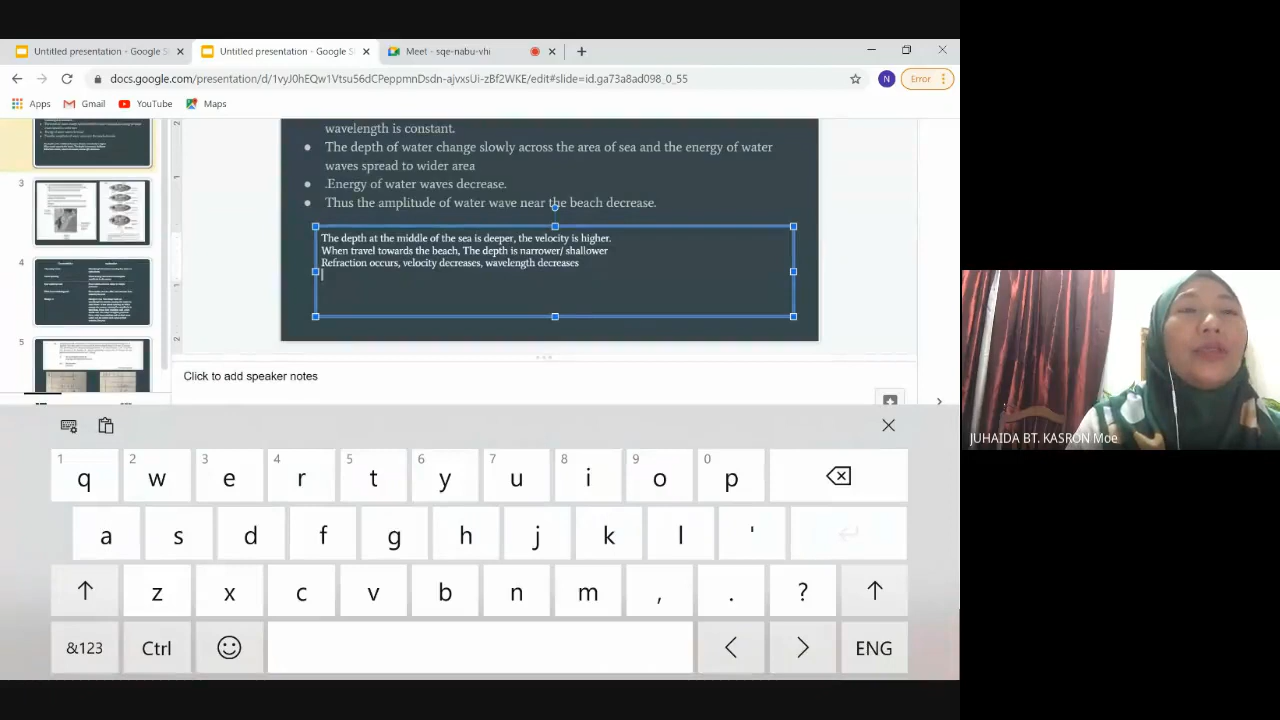 Untitled presentation - Google S
Untitled presentation - Google S
Meet - sqe-nabu-vhi
docs.google.com/presentation/d/1vyJ0hEQw1Vtsu56dCPeppmnDsdn-ajvxsUi-zBf2WKE/edit#slide=id.ga73a8ad098_0_55
N
Error
Apps
Gmail
YouTube
Maps
wavelength is constant.
● The depth of water change slowly across the area of sea and the energy of water
waves spread to wider area
● .Energy of water waves decrease.
● Thus the amplitude of water wave near the beach decrease.
The depth at the middle of the sea is deeper, the velocity is higher.
When travel towards the beach, The depth is narrower/ shallower
Refraction occurs, velocity decreases, wavelength decreases
3
4
5
2
1
1
2
Click to add speaker notes
JUHAIDA BT. KASRON Moe
1 2 3 4 5 6 7 8 9 0
q w e r t y u i o p
a s d f g h j k l '
z x c v b n m , . ?
&123 Ctrl < > ENG